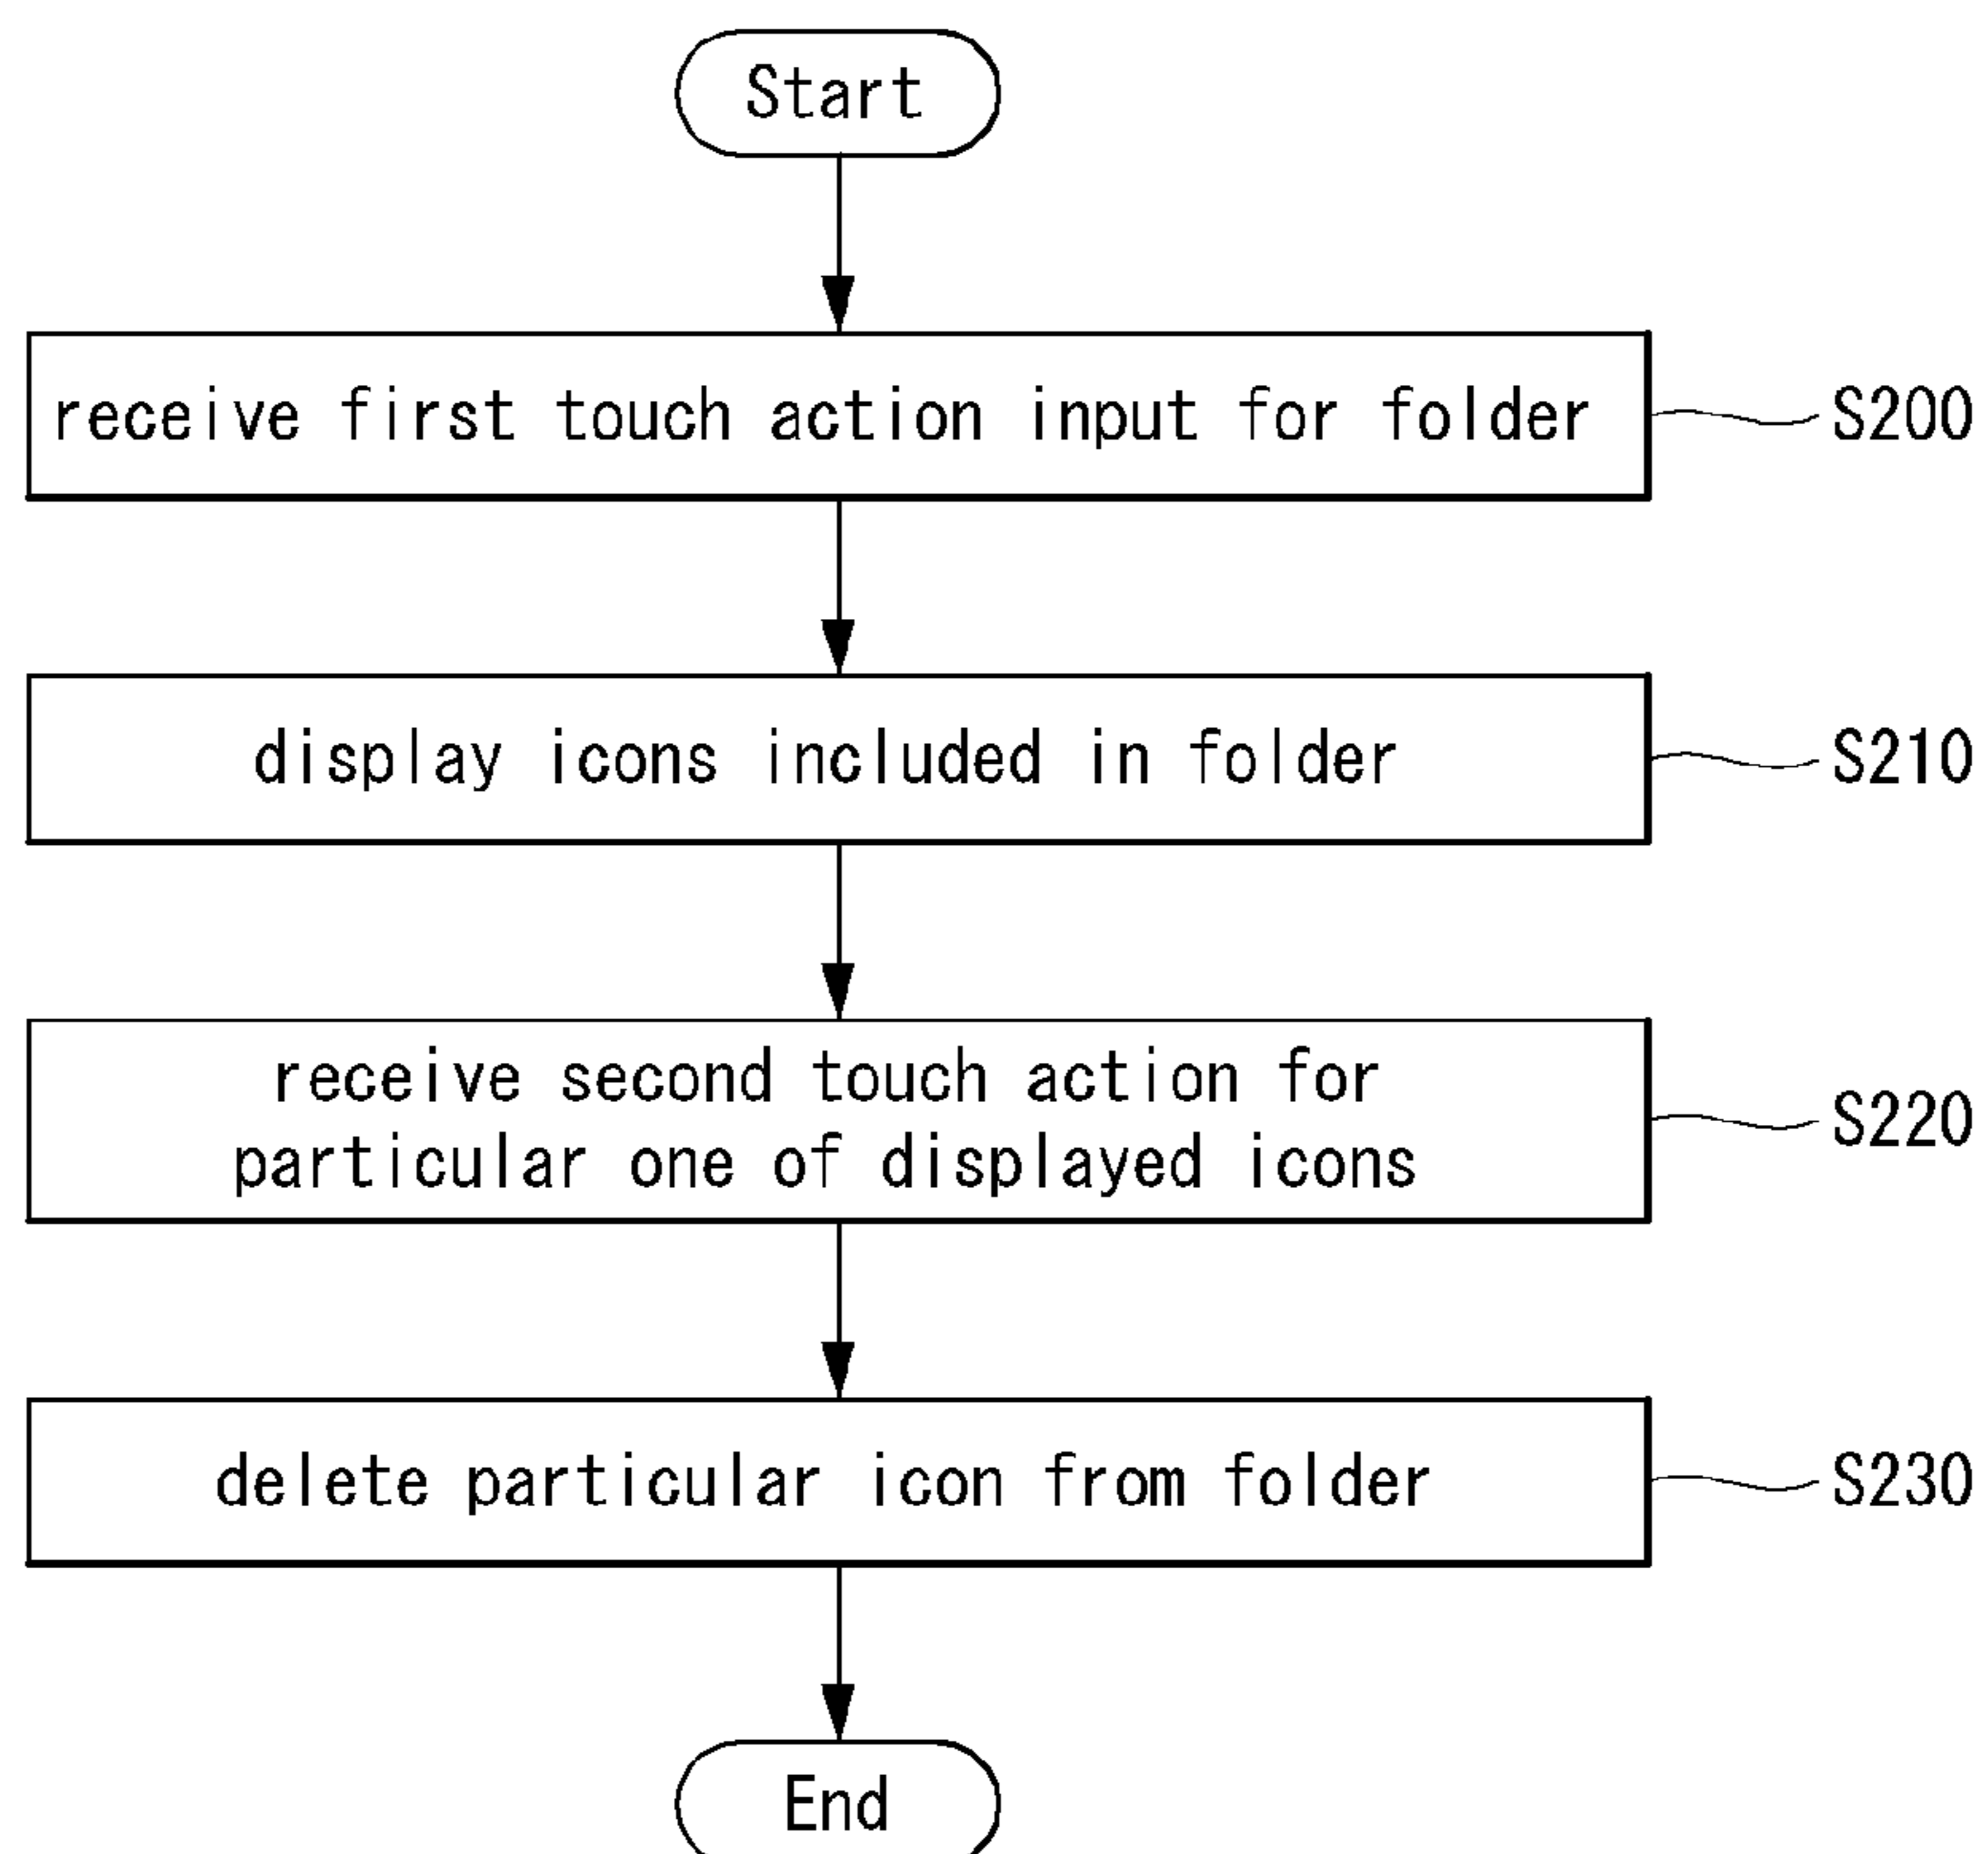 Start
receive first touch action input for folder
S200
display icons included in folder
S210
receive second touch action for
particular one of displayed icons
S220
delete particular icon from folder
S230
End